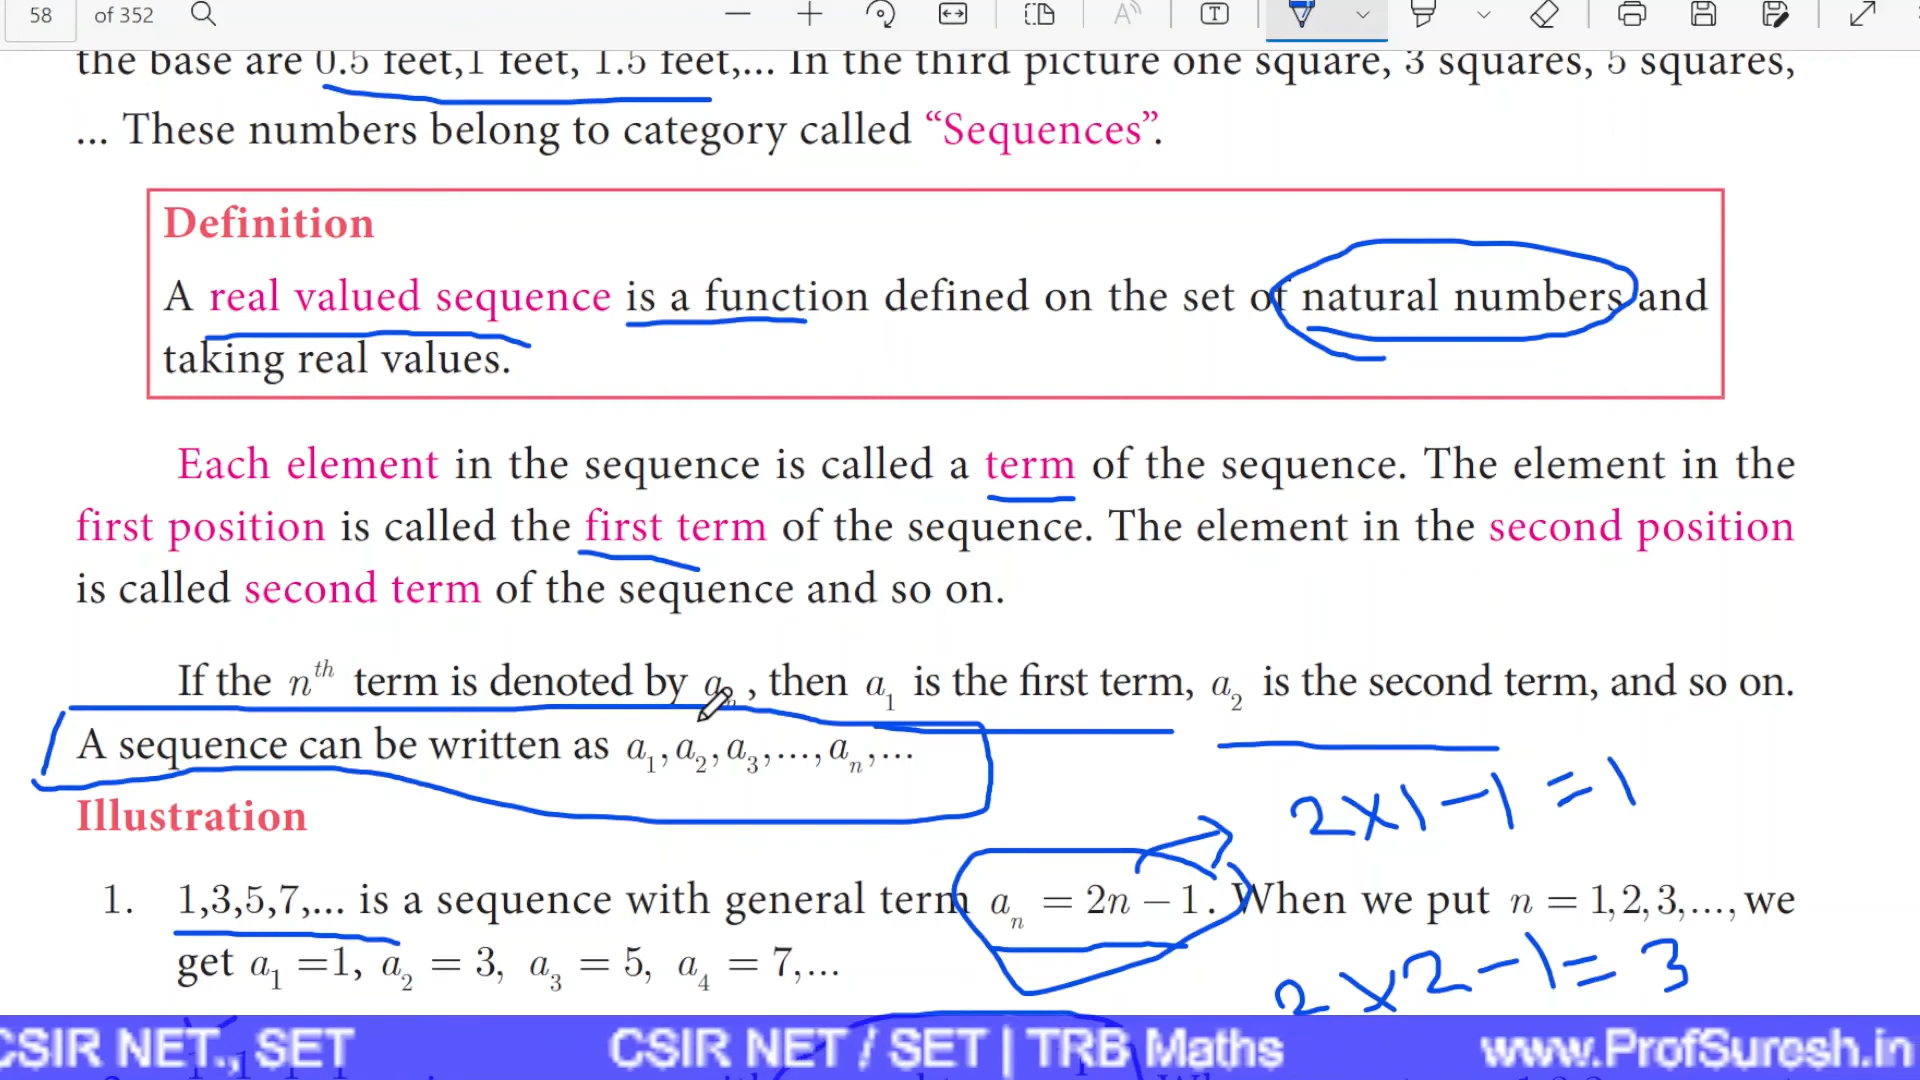 58 of 352
the base are 0.5 feet,1 feet, 1.5 feet,... In the third picture one square, 3 squares, 5 squares,
... These numbers belong to category called “Sequences”.
Definition
A real valued sequence is a function defined on the set of natural numbers and
taking real values.
Each element in the sequence is called a term of the sequence. The element in the
first position is called the first term of the sequence. The element in the second position
is called second term of the sequence and so on.
If the nth term is denoted by an, then a1 is the first term, a2 is the second term, and so on.
A sequence can be written as a1, a2, a3, ..., an, ...
2×1-1=1
Illustration
1. 1,3,5,7,... is a sequence with general term an = 2n − 1. When we put n = 1, 2, 3, ..., we
get a1 =1, a2 = 3, a3 = 5, a4 = 7,...
2×2-1=3
CSIR NET., SET CSIR NET / SET | TRB Maths www.ProfSuresh.in